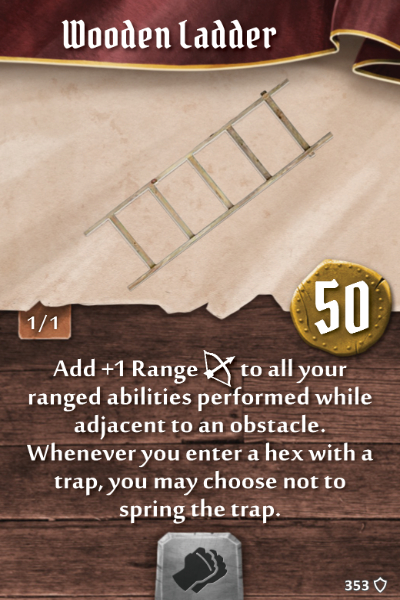 Wooden Ladder
50
1/1
Add +1 Range to all your
ranged abilities performed while
adjacent to an obstacle.
Whenever you enter a hex with a
trap, you may choose not to
spring the trap.
353